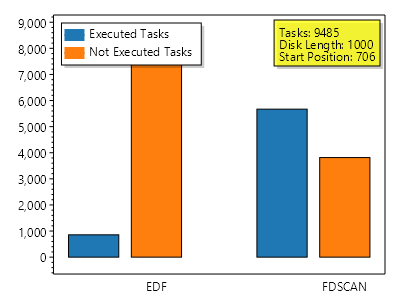 9,000
8,000
7,000
6,000
5,000
4,000
3,000
2,000
1,000
0
Executed Tasks
Not Executed Tasks
Tasks: 9485
Disk Length: 1000
Start Position: 706
EDF
FDSCAN